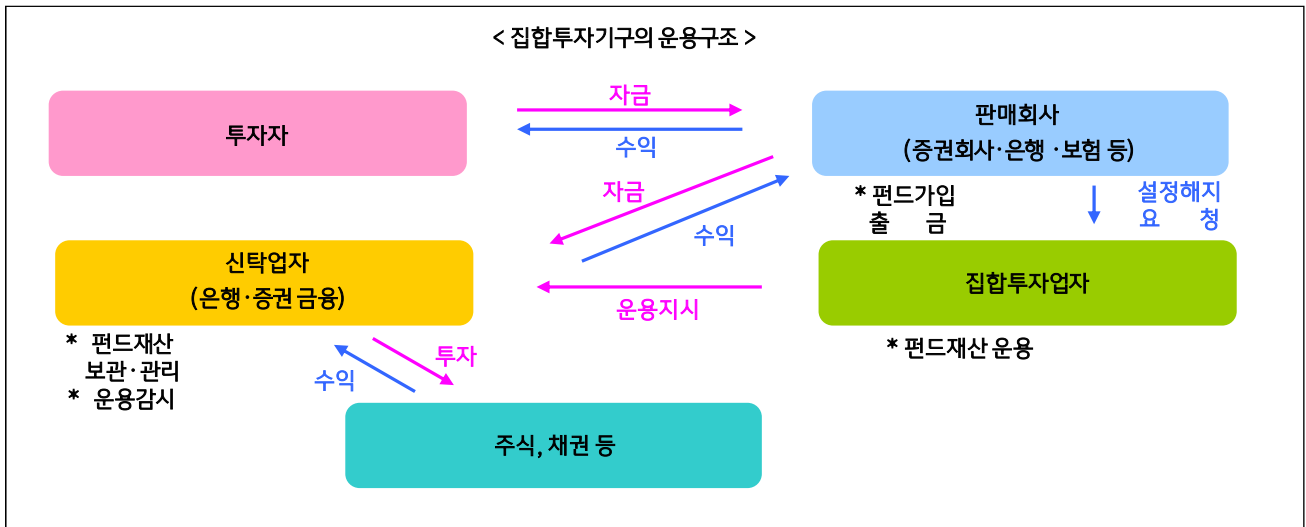 < 집합투자기구의 운용구조 >
자금
투자자
수익
판매회사
(증권회사·은행 ·보험 등)
자금
수익
* 펀드가입
출 금
설정해지
요 청
신탁업자
(은행·증권 금융)
운용지시
집합투자업자
* 펀드재산
보관·관리
* 운용감시
* 펀드재산 운용
투자
수익
주식, 채권 등